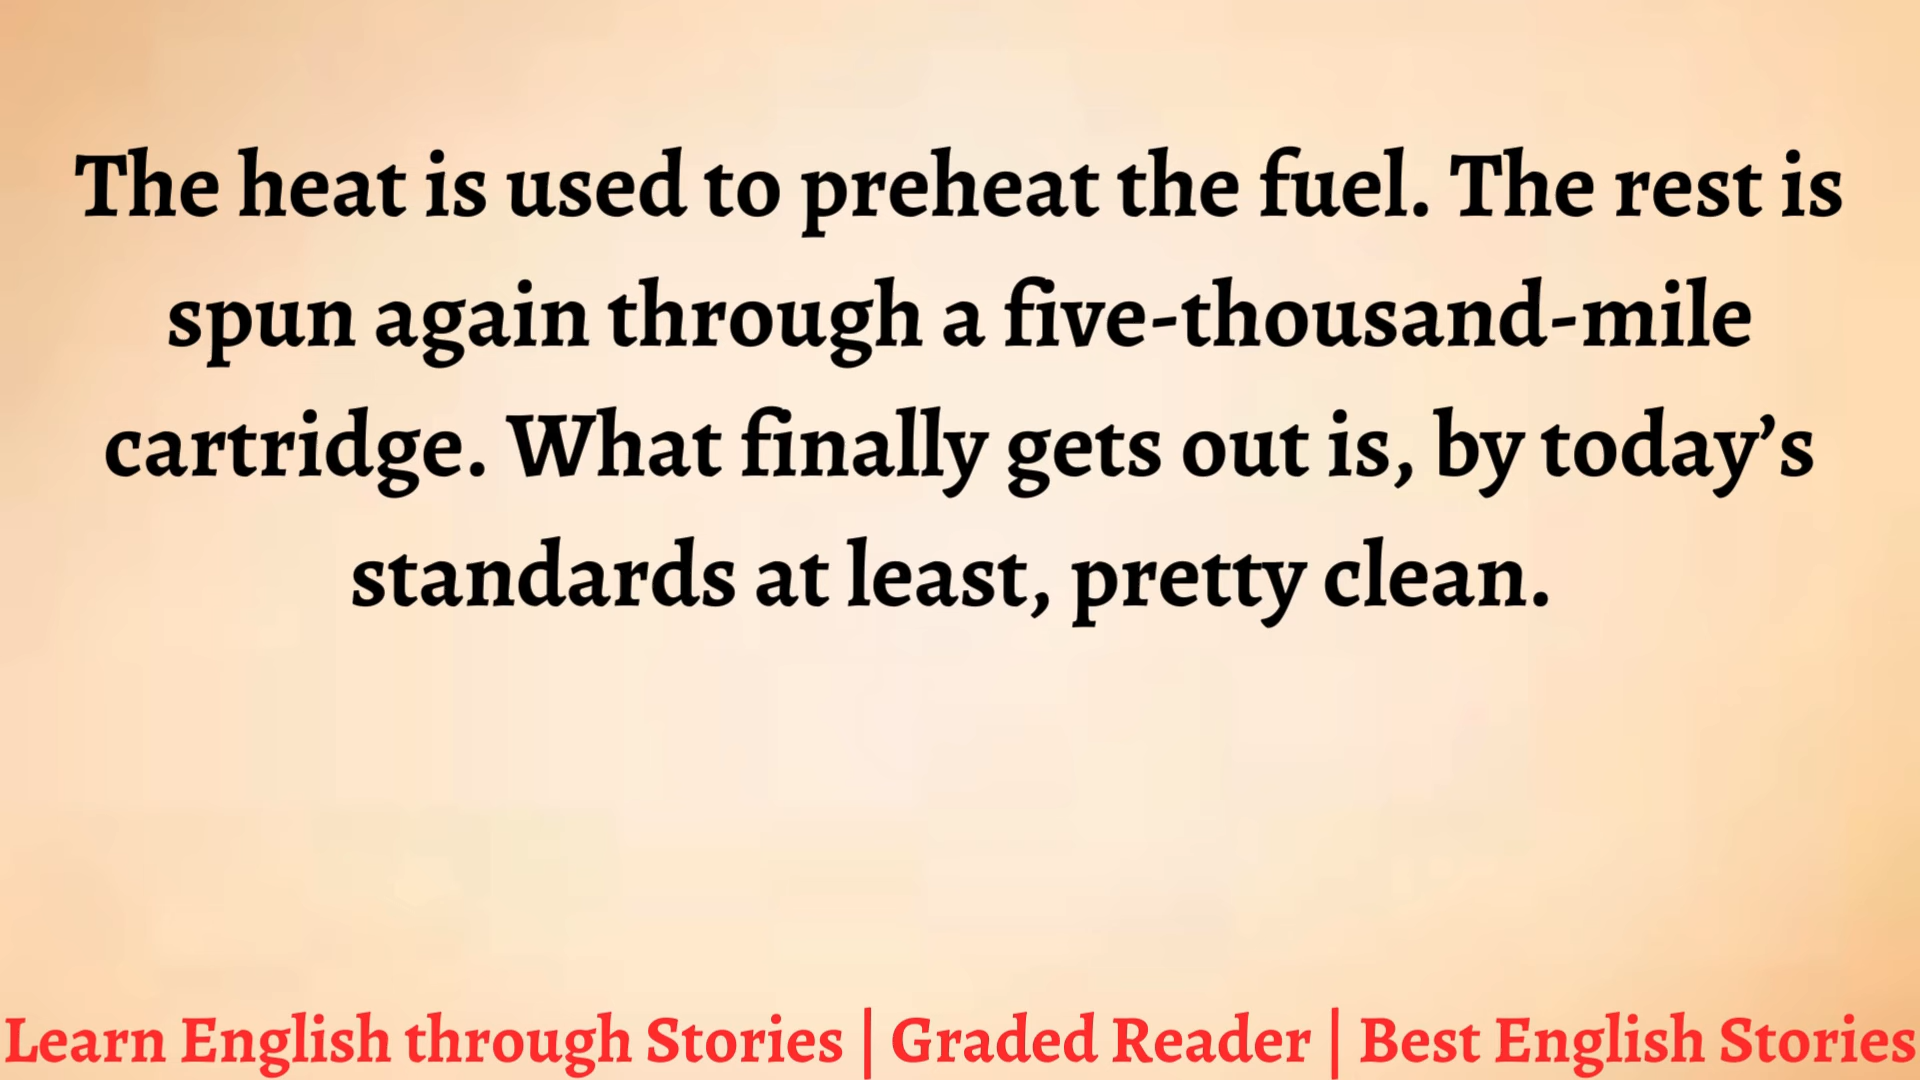 The heat is used to preheat the fuel. The rest is
spun again through a five-thousand-mile
cartridge. What finally gets out is, by today’s
standards at least, pretty clean.
Learn English through Stories | Graded Reader | Best English Stories